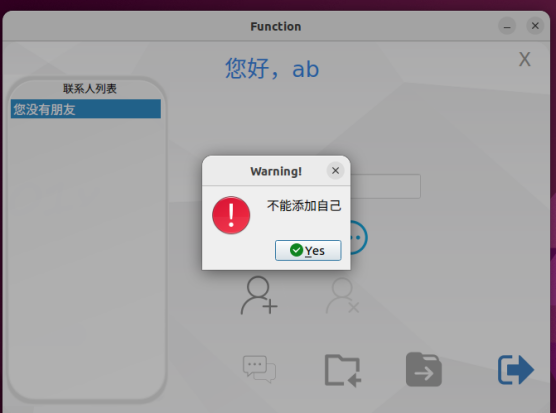 Function
您好，ab
X
联系人列表
您没有朋友
Warning!
不能添加自己
Yes